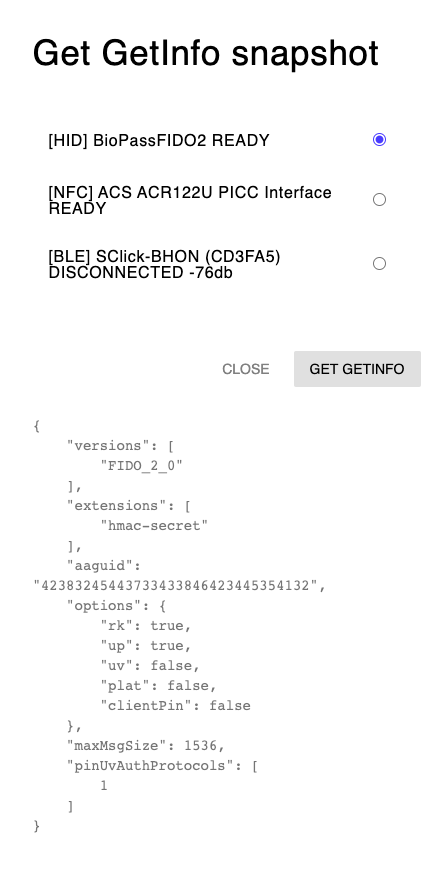 Get GetInfo snapshot
[HID] BioPassFIDO2 READY
[NFC] ACS ACR122U PICC Interface
READY
[BLE] SClick-BHON (CD3FA5)
DISCONNECTED -76db
CLOSE
GET GETINFO
{
    "versions": [
        "FIDO_2_0"
    ],
    "extensions": [
        "hmac-secret"
    ],
    "aaguid":
"42383245443733433846423445354132",
    "options": {
        "rk": true,
        "up": true,
        "uv": false,
        "plat": false,
        "clientPin": false
    },
    "maxMsgSize": 1536,
    "pinUvAuthProtocols": [
        1
    ]
}